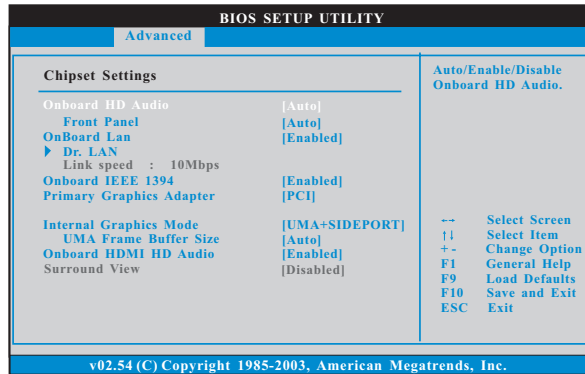 BIOS SETUP UTILITY
Advanced
Chipset Settings
Onboard HD Audio [Auto]
Front Panel [Auto]
OnBoard Lan [Enabled]
Dr. LAN
Link speed : 10Mbps
Onboard IEEE 1394 [Enabled]
Primary Graphics Adapter [PCI]
Internal Graphics Mode [UMA+SIDEPORT]
UMA Frame Buffer Size [Auto]
Onboard HDMI HD Audio [Enabled]
Surround View [Disabled]
Auto/Enable/Disable
Onboard HD Audio.
←→ Select Screen
↑↓ Select Item
+- Change Option
F1 General Help
F9 Load Defaults
F10 Save and Exit
ESC Exit
v02.54 (C) Copyright 1985-2003, American Megatrends, Inc.